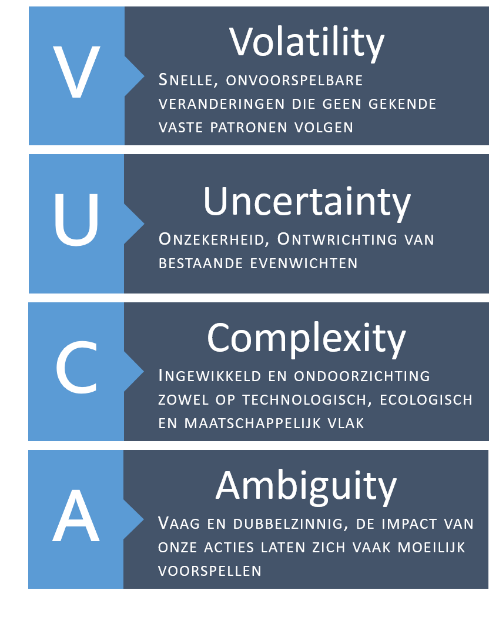 V
Volatility
Snelle, onvoorspelbare
veranderingen die geen gekende
vaste patronen volgen
U
Uncertainty
Onzekerheid, Ontwrichting van
bestaande evenwichten
C
Complexity
Ingewikkeld en ondoorzichting
zowel op technologisch, ecologisch
en maatschappelijk vlak
A
Ambiguity
Vaag en dubbelzinnig, de impact van
onze acties laten zich vaak moeilijk
voorspellen